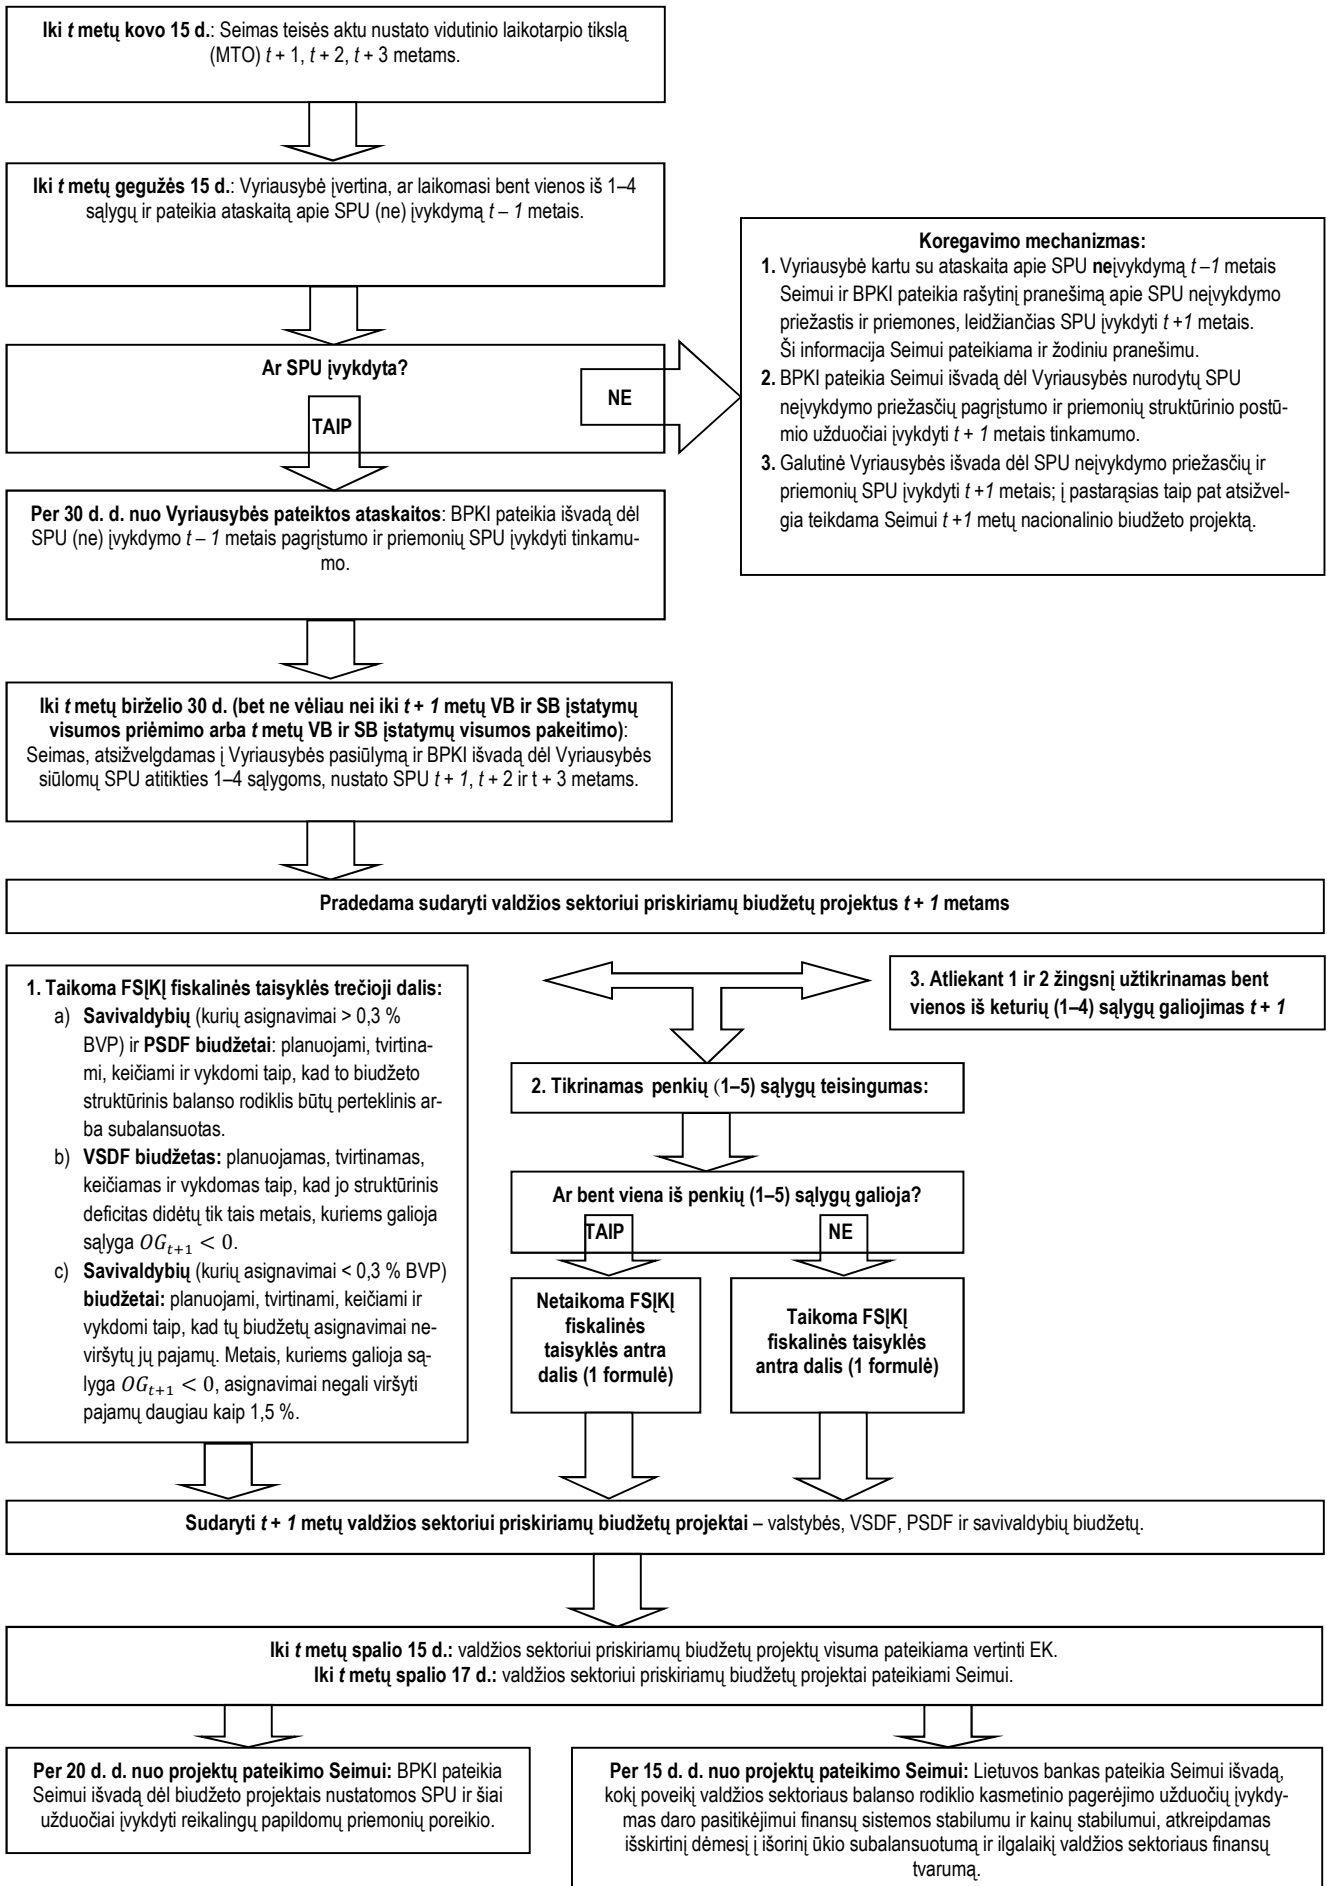 Iki t metų kovo 15 d.: Seimas teisės aktu nustato vidutinio laikotarpio tikslą
(MTO) t + 1, t + 2, t + 3 metams.
Iki t metų gegužės 15 d.: Vyriausybė įvertina, ar laikomasi bent vienos iš 1–4
sąlygų ir pateikia ataskaitą apie SPU (ne) įvykdymą t – 1 metais.
Koregavimo mechanizmas:
1. Vyriausybė kartu su ataskaita apie SPU neįvykdymą t –1 metais
Seimui ir BPKI pateikia rašytinį pranešimą apie SPU neįvykdymo
priežastis ir priemones, leidžiančias SPU įvykdyti t +1 metais.
Ši informacija Seimui pateikiama ir žodiniu pranešimu.
2. BPKI pateikia Seimui išvadą dėl Vyriausybės nurodytų SPU
neįvykdymo priežasčių pagrįstumo ir priemonių struktūrinio postū-
mio užduočiai įvykdyti t + 1 metais tinkamumo.
3. Galutinė Vyriausybės išvada dėl SPU neįvykdymo priežasčių ir
priemonių SPU įvykdyti t +1 metais; į pastarąsias taip pat atsižvel-
gia teikdama Seimui t +1 metų nacionalinio biudžeto projektą.
Ar SPU įvykdyta?
NE
TAIP
Per 30 d. d. nuo Vyriausybės pateiktos ataskaitos: BPKI pateikia išvadą dėl
SPU (ne) įvykdymo t – 1 metais pagrįstumo ir priemonių SPU įvykdyti tinkamu-
mo.
Iki t metų birželio 30 d. (bet ne vėliau nei iki t + 1 metų VB ir SB įstatymų
visumos priėmimo arba t metų VB ir SB įstatymų visumos pakeitimo):
Seimas, atsižvelgdamas į Vyriausybės pasiūlymą ir BPKI išvadą dėl Vyriausybės
siūlomų SPU atitikties 1–4 sąlygoms, nustato SPU t + 1, t + 2 ir t + 3 metams.
Pradedama sudaryti valdžios sektoriui priskiriamų biudžetų projektus t + 1 metams
1. Taikoma FSĮKĮ fiskalinės taisyklės trečioji dalis:
a) Savivaldybių (kurių asignavimai > 0,3 %
BVP) ir PSDF biudžetai: planuojami, tvirtina-
mi, keičiami ir vykdomi taip, kad to biudžeto
struktūrinis balanso rodiklis būtų perteklinis ar-
ba subalansuotas.
b) VSDF biudžetas: planuojamas, tvirtinamas,
keičiamas ir vykdomas taip, kad jo struktūrinis
deficitas didėtų tik tais metais, kuriems galioja
sąlyga OGₜ₊₁ < 0.
c) Savivaldybių (kurių asignavimai < 0,3 % BVP)
biudžetai: planuojami, tvirtinami, keičiami ir
vykdomi taip, kad tų biudžetų asignavimai ne-
viršytų jų pajamų. Metais, kuriems galioja są-
lyga OGₜ₊₁ < 0, asignavimai negali viršyti
pajamų daugiau kaip 1,5 %.
3. Atliekant 1 ir 2 žingsnį užtikrinamas bent
vienos iš keturių (1–4) sąlygų galiojimas t + 1
2. Tikrinamas penkių (1–5) sąlygų teisingumas:
Ar bent viena iš penkių (1–5) sąlygų galioja?
TAIP
NE
Netaikoma FSĮKĮ
fiskalinės
taisyklės antra
dalis (1 formulė)
Taikoma FSĮKĮ
fiskalinės taisyklės
antra dalis (1 formulė)
Sudaryti t + 1 metų valdžios sektoriui priskiriamų biudžetų projektai – valstybės, VSDF, PSDF ir savivaldybių biudžetų.
Iki t metų spalio 15 d.: valdžios sektoriui priskiriamų biudžetų projektų visuma pateikiama vertinti EK.
Iki t metų spalio 17 d.: valdžios sektoriui priskiriamų biudžetų projektai pateikiami Seimui.
Per 20 d. d. nuo projektų pateikimo Seimui: BPKI pateikia
Seimui išvadą dėl biudžeto projektais nustatomos SPU ir šiai
užduočiai įvykdyti reikalingų papildomų priemonių poreikio.
Per 15 d. d. nuo projektų pateikimo Seimui: Lietuvos bankas pateikia Seimui išvadą,
kokį poveikį valdžios sektoriaus balanso rodiklio kasmetinio pagerėjimo užduočių įvykdy-
mas daro pasitikėjimui finansų sistemos stabilumu ir kainų stabilumui, atkreipdamas
išskirtinį dėmesį į išorinį ūkio subalansuotumą ir ilgalaikį valdžios sektoriaus finansų
tvarumą.